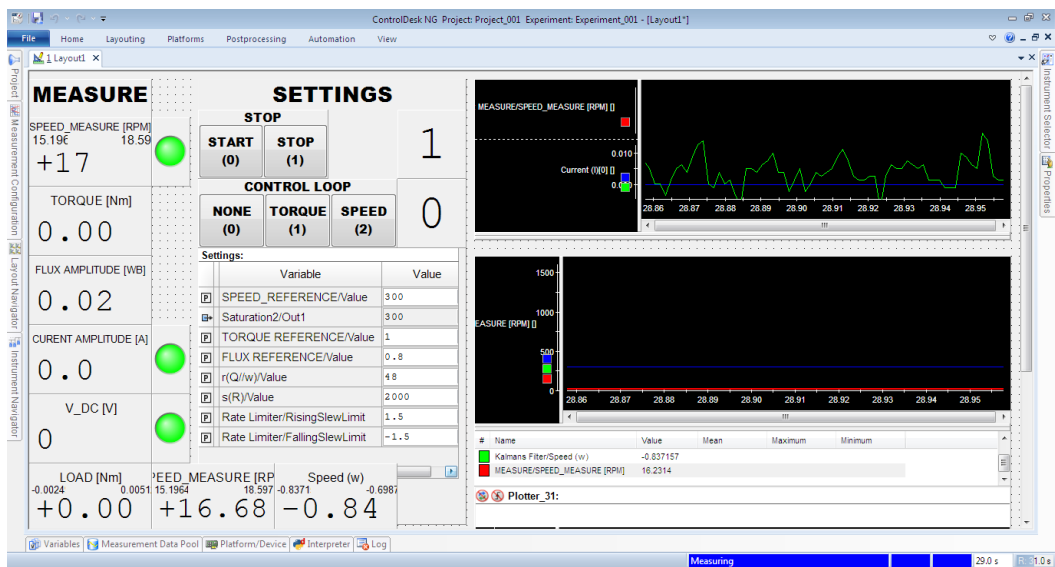 ControlDesk NG Project: Project_001 Experiment: Experiment_001 - [Layout1*]
File Home Layouting Platforms Postprocessing Automation View
1 Layout1
Project
Measurement Configuration
Layout Navigator
Instrument Navigator
MEASURE
SPEED_MEASURE [RPM]
15.19€ 18.59
+17
TORQUE [Nm]
0.00
FLUX AMPLITUDE [WB]
0.02
CURENT AMPLITUDE [A]
0.0
V_DC [V]
0
SETTINGS
STOP
START (0) STOP (1)
1
CONTROL LOOP
NONE (0) TORQUE (1) SPEED (2)
0
Settings:
Variable Value
P SPEED_REFERENCE/Value 300
Saturation2/Out1 300
P TORQUE REFERENCE/Value 1
P FLUX REFERENCE/Value 0.8
P r(Q//w)/Value 48
P s(R)/Value 2000
P Rate Limiter/RisingSlewLimit 1.5
P Rate Limiter/FallingSlewLimit -1.5
LOAD [Nm]
-0.0024 0.0051
+0.00
PEED_MEASURE [RP
15.1964 18.597
+16.68
Speed (w)
-0.8371 -0.6987
-0.84
MEASURE/SPEED_MEASURE [RPM] []
0.010
Current (I)[0] []
28.86 28.87 28.88 28.89 28.90 28.91 28.92 28.93 28.94 28.95
1500
1000
EASURE [RPM] []
500
0
28.86 28.87 28.88 28.89 28.90 28.91 28.92 28.93 28.94 28.95
# Name Value Mean Maximum Minimum
Kalmans Filter/Speed (w) -0.837157
MEASURE/SPEED_MEASURE [RPM] 16.2314
Plotter_31:
Instrument Selector
Properties
Variables Measurement Data Pool Platform/Device Interpreter Log
Measuring 29.0 s